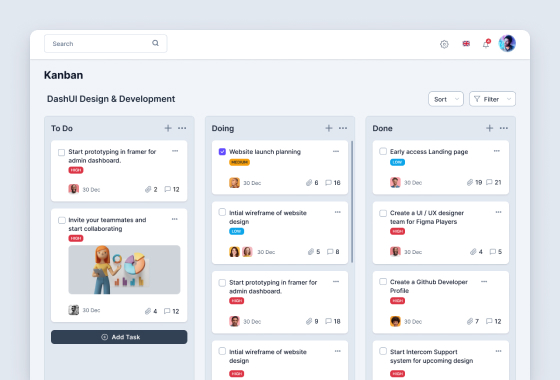 Search
Kanban
DashUI Design & Development
Sort
Filter
To Do
Start prototyping in framer for
admin dashboard.
HIGH
30 Dec
2
12
Invite your teammates and
start collaborating
HIGH
30 Dec
4
12
Add Task
Doing
Website launch planning
MEDIUM
30 Dec
6
16
Intial wireframe of website
design
LOW
30 Dec
5
8
Start prototyping in framer for
admin dashboard.
HIGH
30 Dec
9
18
Intial wireframe of website
design
HIGH
Done
Early access Landing page
LOW
30 Dec
19
21
Create a UI / UX designer
team for Figma Players
HIGH
30 Dec
4
5
Create a Github Developer
Profile
HIGH
30 Dec
7
12
Start Intercom Support
system for upcoming design
HIGH